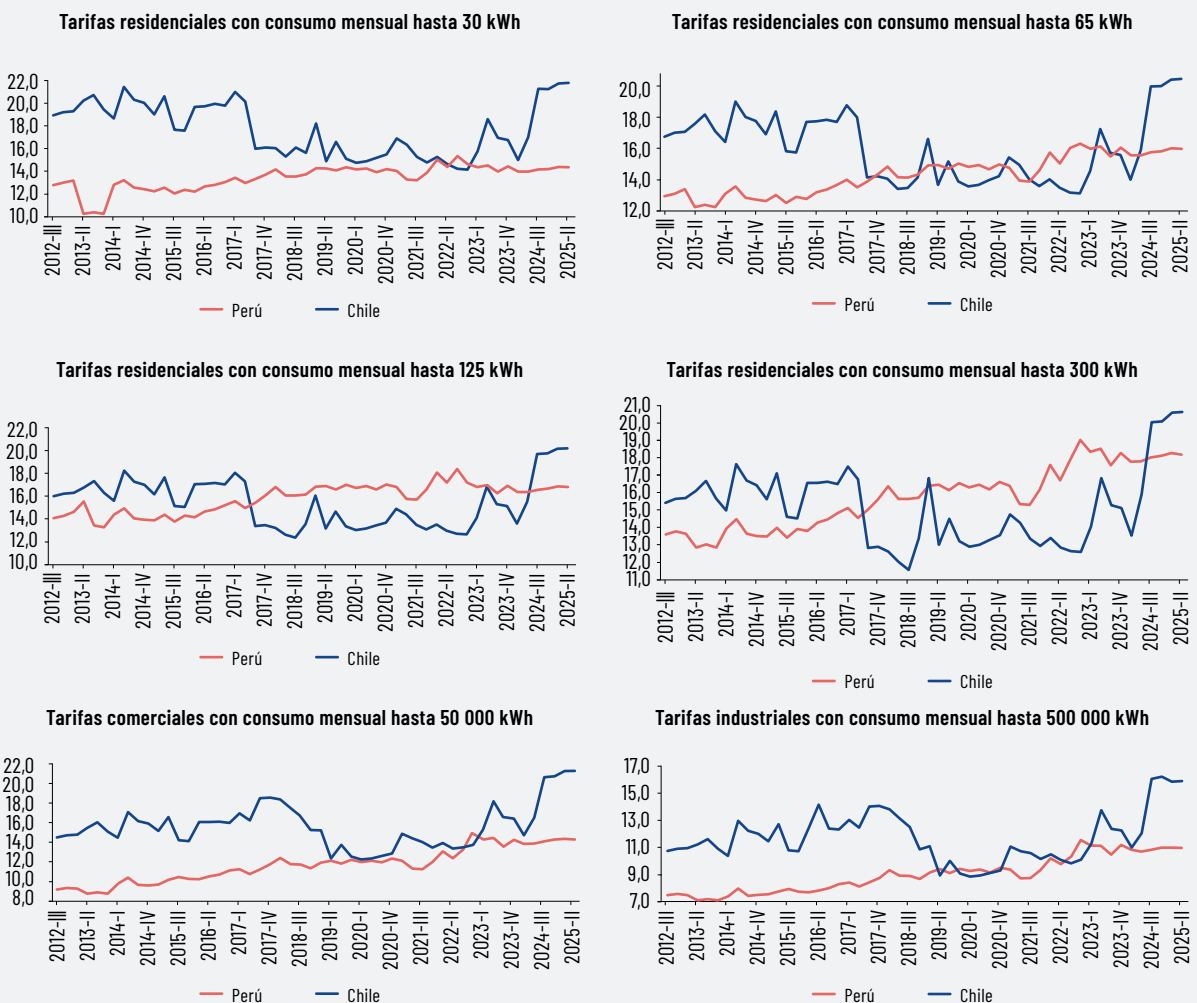 Tarifas residenciales con consumo mensual hasta 30 kWh
22,0
20,0
18,0
16,0
14,0
12,0
10,0
2012-III
2013-II
2014-I
2014-IV
2015-III
2016-II
2017-I
2017-IV
2018-III
2019-II
2020-I
2020-IV
2021-III
2022-II
2023-I
2023-IV
2024-III
2025-II
Perú Chile
Tarifas residenciales con consumo mensual hasta 65 kWh
20,0
18,0
16,0
14,0
12,0
2012-III
2013-II
2014-I
2014-IV
2015-III
2016-II
2017-I
2017-IV
2018-III
2019-II
2020-I
2020-IV
2021-III
2022-II
2023-I
2023-IV
2024-III
2025-II
Perú Chile
Tarifas residenciales con consumo mensual hasta 125 kWh
22,0
20,0
18,0
16,0
14,0
12,0
10,0
2012-III
2013-II
2014-I
2014-IV
2015-III
2016-II
2017-I
2017-IV
2018-III
2019-II
2020-I
2020-IV
2021-III
2022-II
2023-I
2023-IV
2024-III
2025-II
Perú Chile
Tarifas residenciales con consumo mensual hasta 300 kWh
21,0
20,0
19,0
18,0
17,0
16,0
15,0
14,0
13,0
12,0
11,0
2012-III
2013-II
2014-I
2014-IV
2015-III
2016-II
2017-I
2017-IV
2018-III
2019-II
2020-I
2020-IV
2021-III
2022-II
2023-I
2023-IV
2024-III
2025-II
Perú Chile
Tarifas comerciales con consumo mensual hasta 50 000 kWh
22,0
20,0
18,0
16,0
14,0
12,0
10,0
8,0
2012-III
2013-II
2014-I
2014-IV
2015-III
2016-II
2017-I
2017-IV
2018-III
2019-II
2020-I
2020-IV
2021-III
2022-II
2023-I
2023-IV
2024-III
2025-II
Perú Chile
Tarifas industriales con consumo mensual hasta 500 000 kWh
17,0
15,0
13,0
11,0
9,0
7,0
2012-III
2013-II
2014-I
2014-IV
2015-III
2016-II
2017-I
2017-IV
2018-III
2019-II
2020-I
2020-IV
2021-III
2022-II
2023-I
2023-IV
2024-III
2025-II
Perú Chile